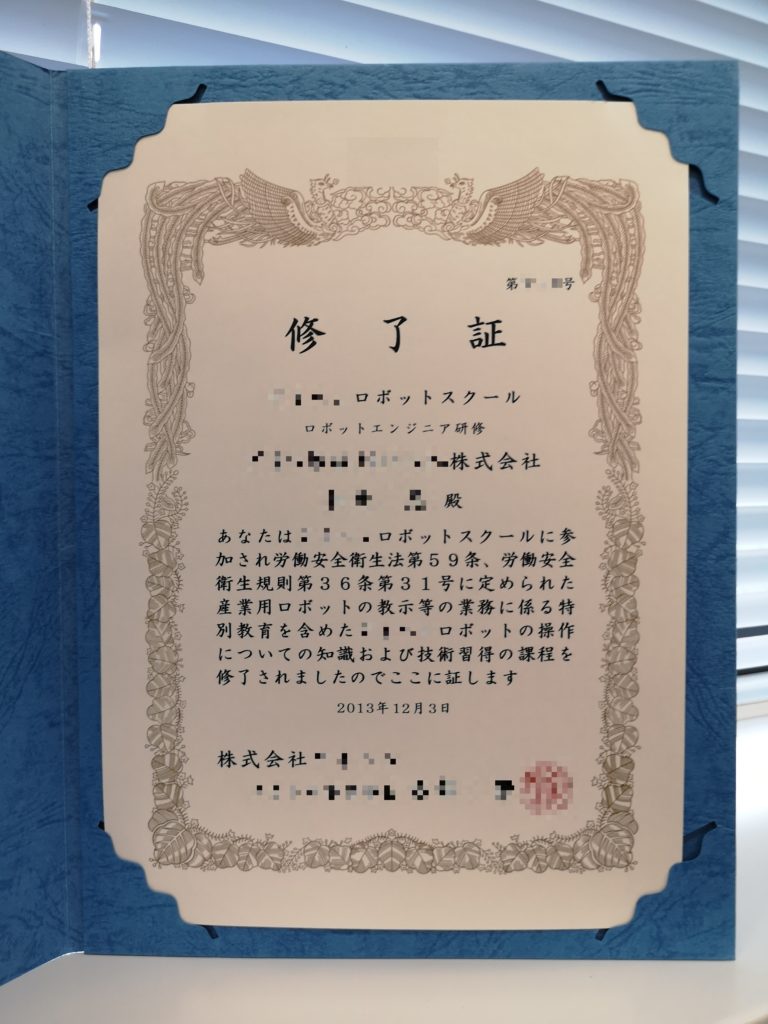 第 号
修了証
ロボットスクール
ロボットエンジニア研修
株式会社
殿
あなたは ロボットスクールに参
加され労働安全衛生法第５９条、労働安全
衛生規則第３６条第３１号に定められた
産業用ロボットの教示等の業務に係る特
別教育を含めた ロボットの操作
についての知識および技術習得の課程を
修了されましたのでここに証します
2013年12月3日
株式会社